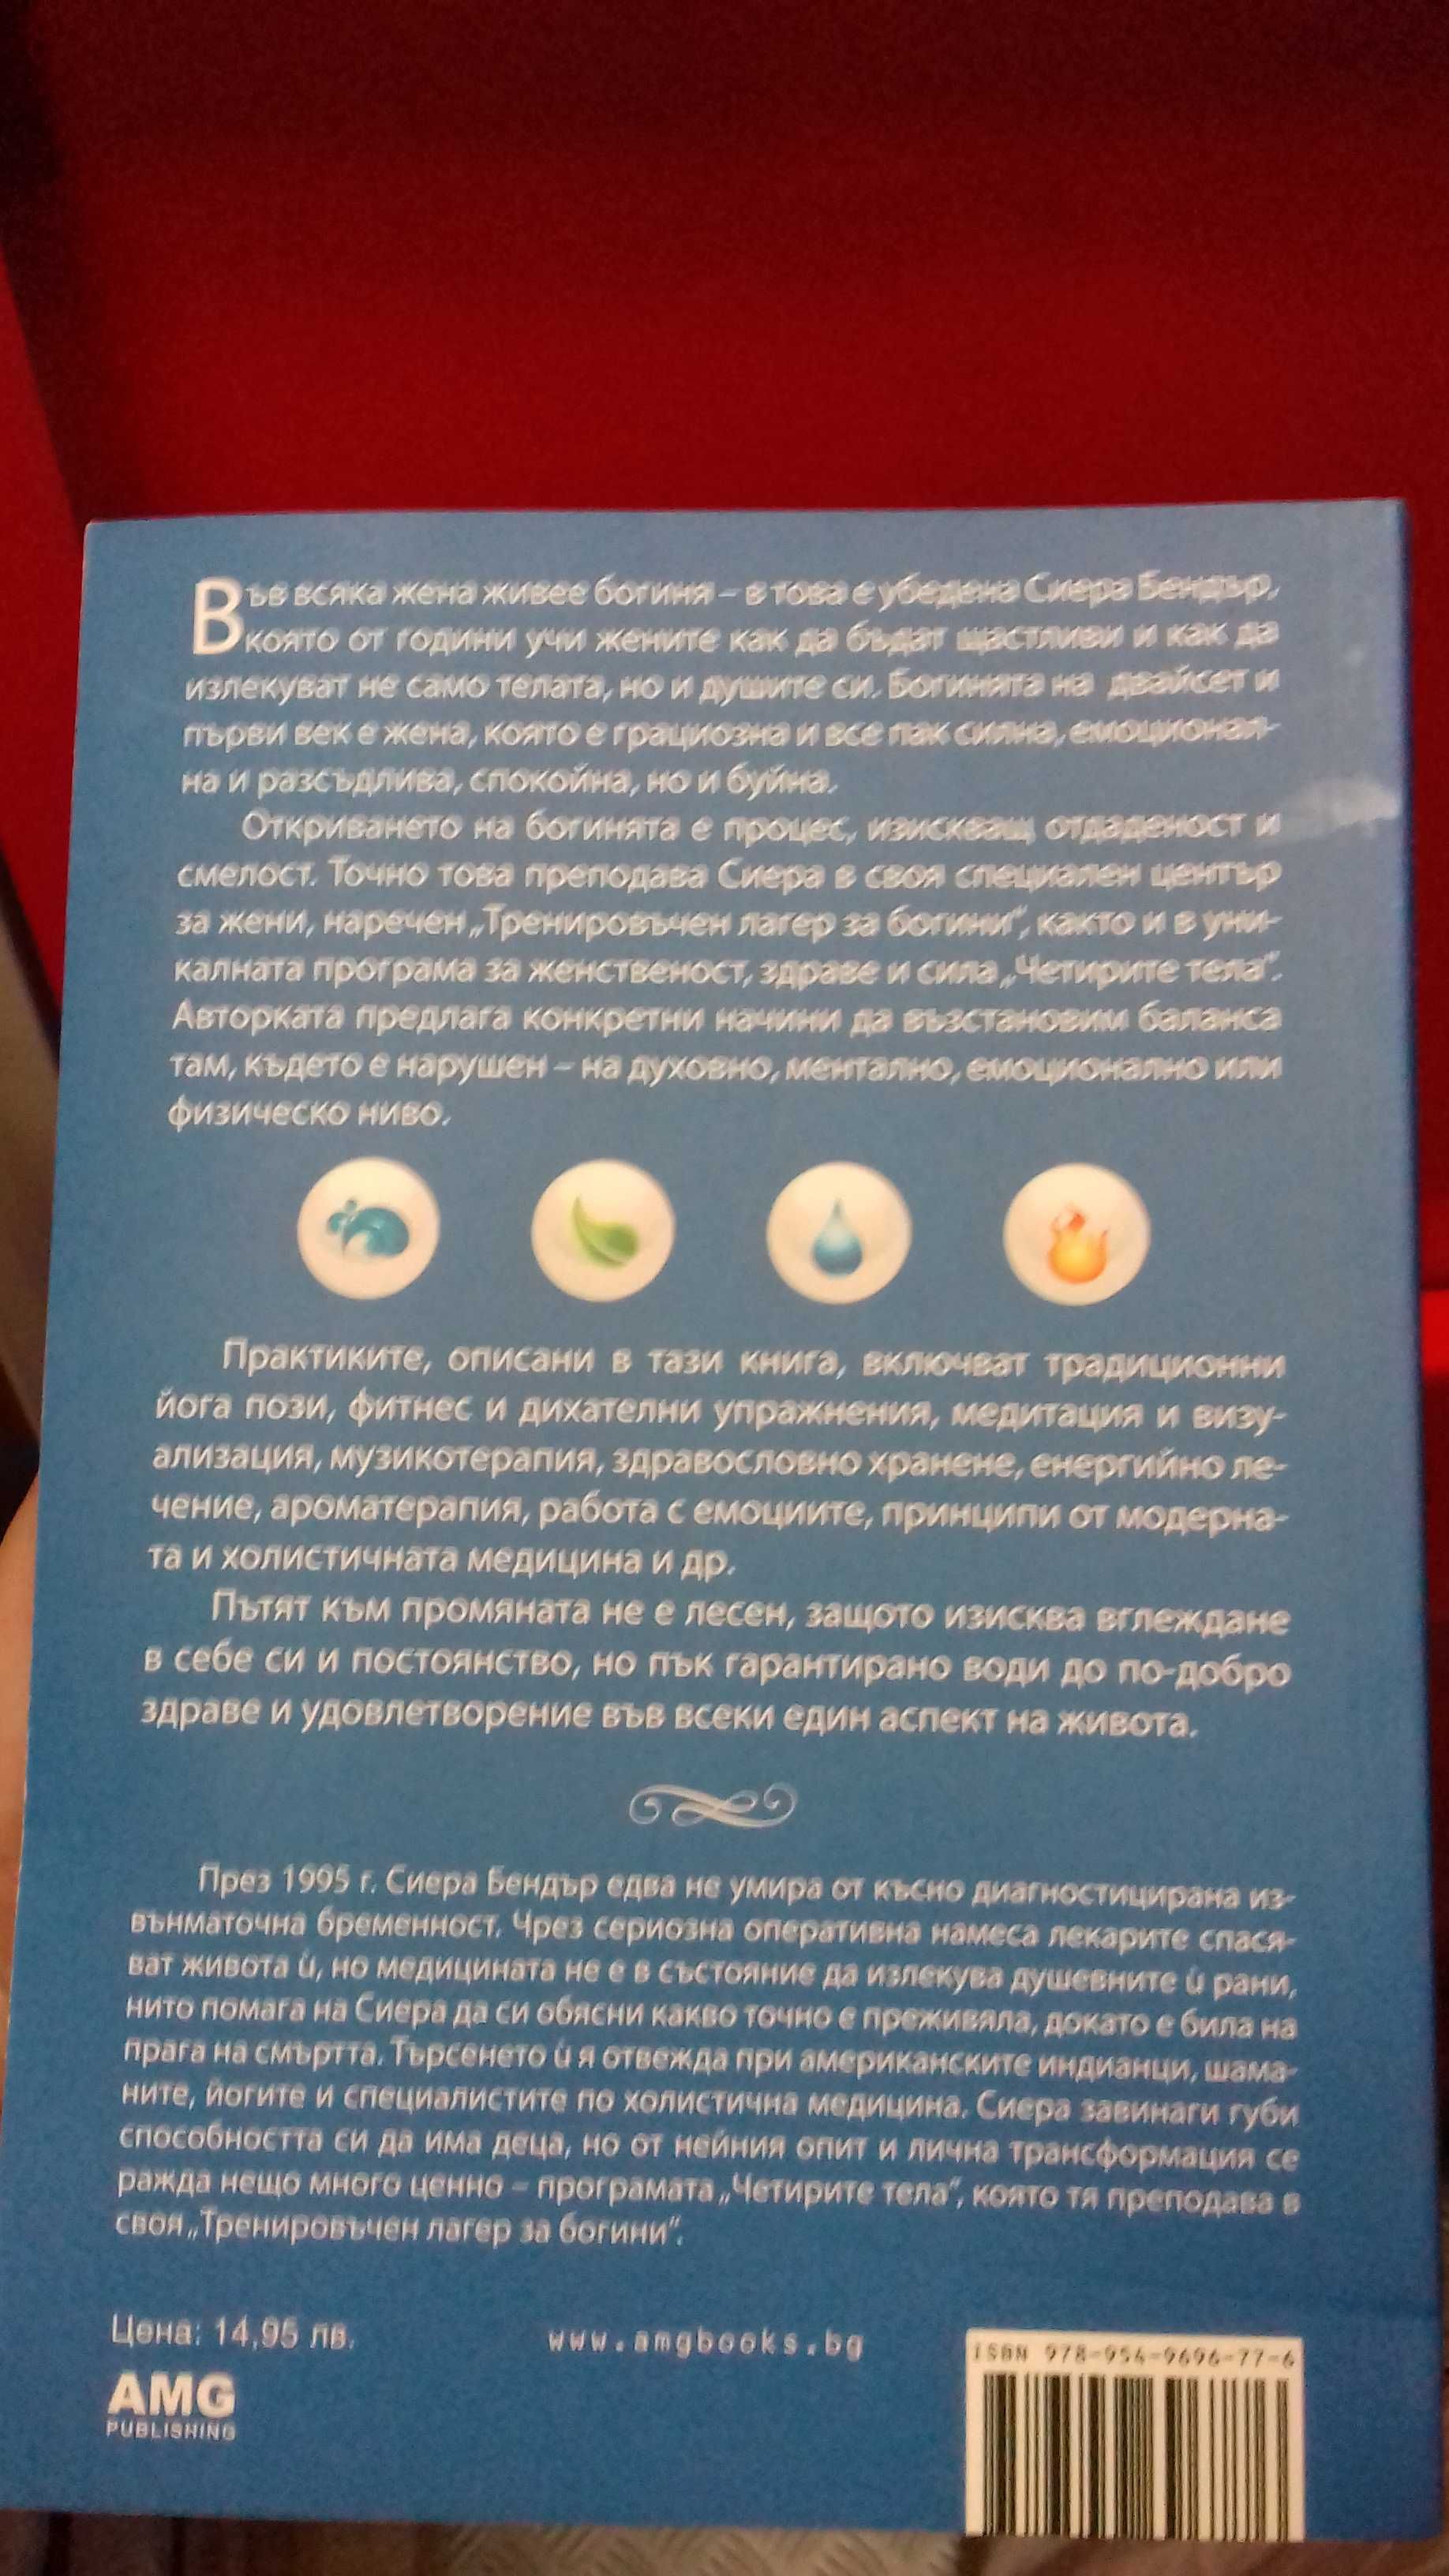 Във всяка жена живее богиня – в това е убедена Сиера Бендър,
която от години учи жените как да бъдат щастливи и как да
излекуват не само телата, но и душите си. Богинята на двайсет и
първи век е жена, която е грациозна и все пак силна, емоционал-
на и разсъдлива, спокойна, но и буйна.
Откриването на богинята е процес, изискващ отдаденост и
смелост. Точно това преподава Сиера в своя специален център
за жени, наречен „Тренировъчен лагер за богини“, както и в уни-
калната програма за женственост, здраве и сила „Четирите тела“.
Авторката предлага конкретни начини да възстановим баланса
там, където е нарушен – на духовно, ментално, емоционално или
физическо ниво.
Практиките, описани в тази книга, включват традиционни
йога пози, фитнес и дихателни упражнения, медитация и визу-
ализация, музикотерапия, здравословно хранене, енергийно ле-
чение, ароматерапия, работа с емоциите, принципи от модерна-
та и холистичната медицина и др.
Пътят към промяната не е лесен, защото изисква вглеждане
в себе си и постоянство, но пък гарантирано води до по-добро
здраве и удовлетворение във всеки един аспект на живота.
През 1995 г. Сиера Бендър едва не умира от късно диагностицирана из-
вънматочна бременност. Чрез сериозна оперативна намеса лекарите спася-
ват живота ѝ, но медицината не е в състояние да излекува душевните ѝ рани,
нито помага на Сиера да си обясни какво точно е преживяла, докато е била на
прага на смъртта. Търсенето ѝ я отвежда при американските индианци, шама-
ните, йогите и специалистите по холистична медицина. Сиера завинаги губи
способността си да има деца, но от нейния опит и лична трансформация се
ражда нещо много ценно – програмата „Четирите тела“, която тя преподава в
своя „Тренировъчен лагер за богини“.
Цена: 14,95 лв.
www.amgbooks.bg
ISBN 978-954-9696-77-6
AMG
PUBLISHING